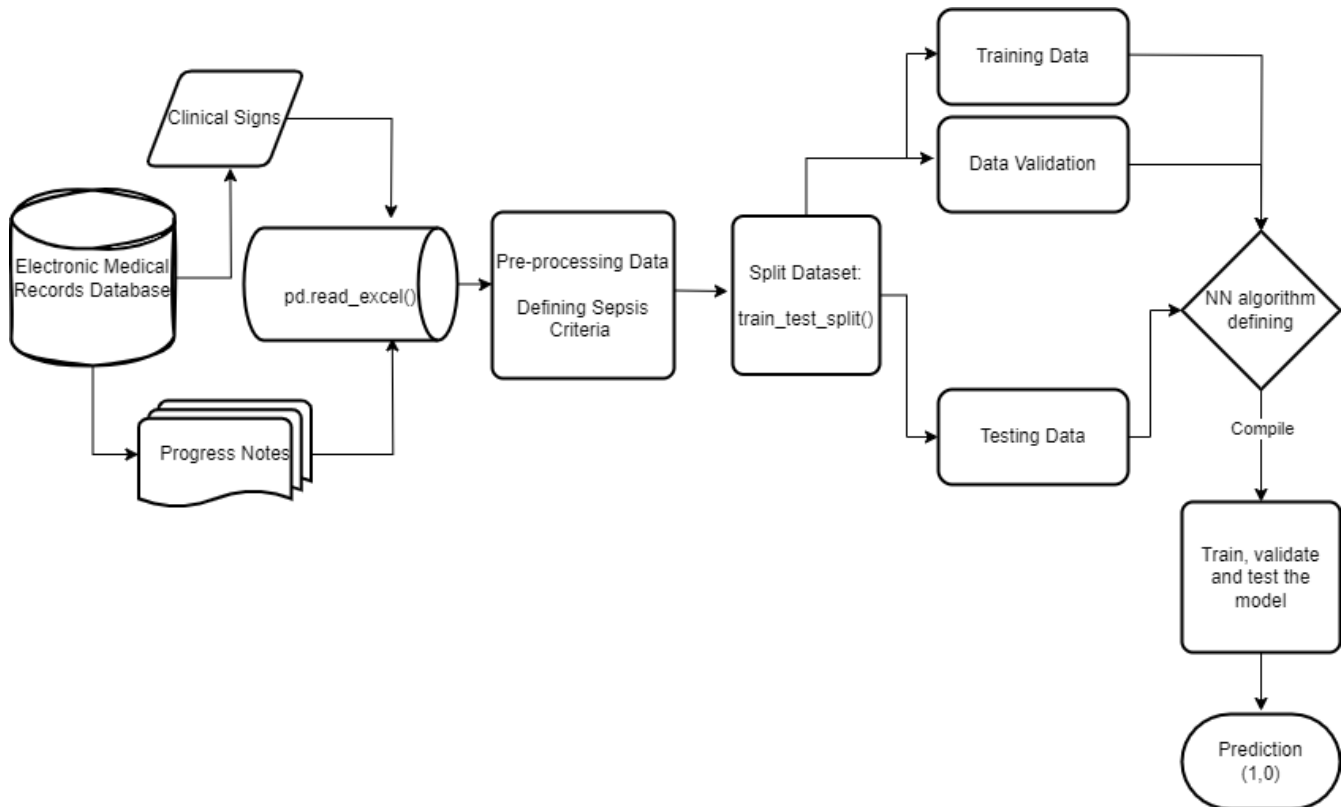 Clinical Signs
Electronic Medical
Records Database
Progress Notes
pd.read_excel()
Pre-processing Data
Defining Sepsis
Criteria
Split Dataset:
train_test_split()
Training Data
Data Validation
Testing Data
NN algorithm
defining
Compile
Train, validate
and test the
model
Prediction
(1,0)